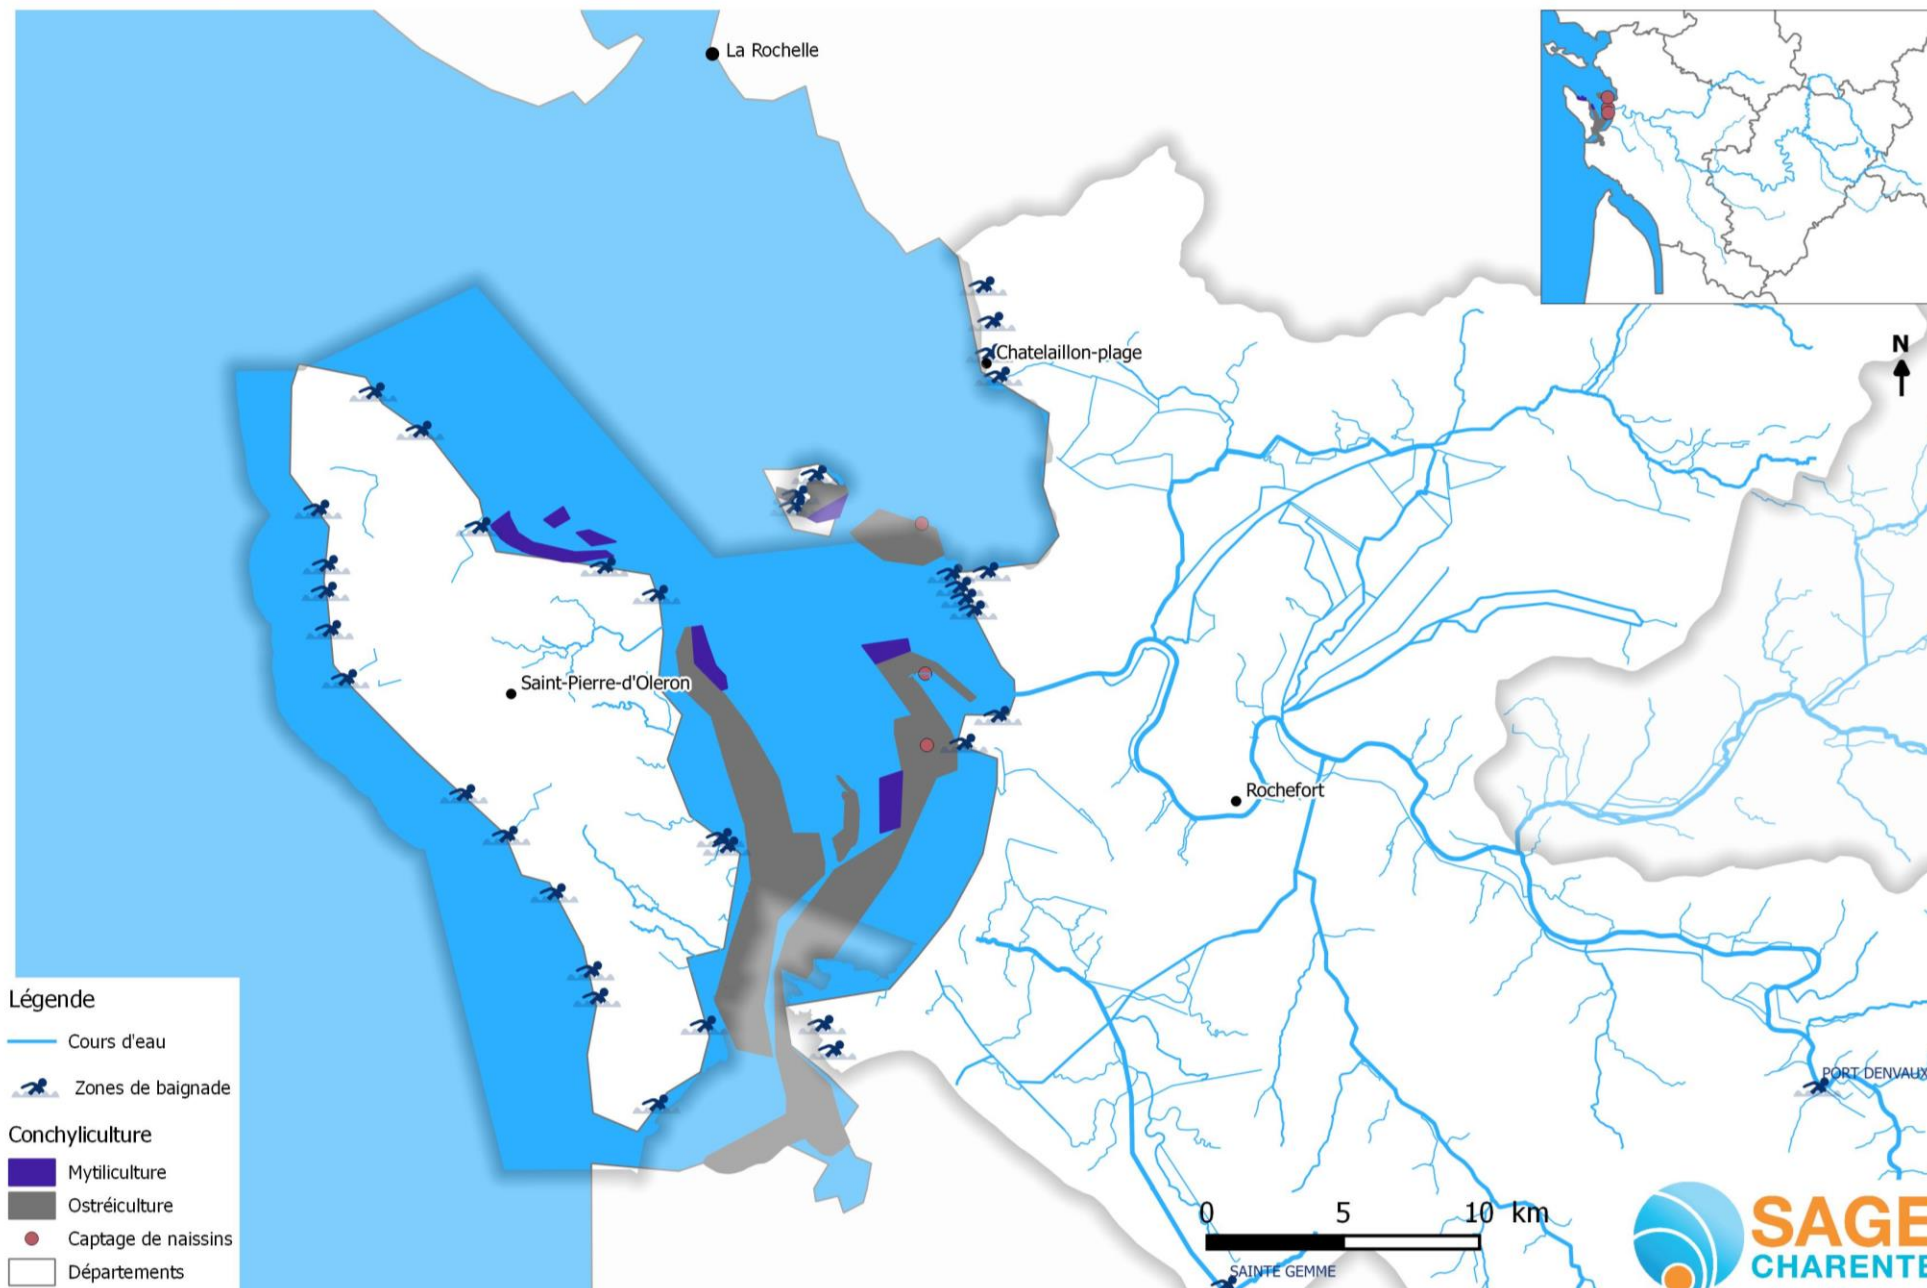 La Rochelle
N
Chatelaillon-plage
Saint-Pierre-d'Oleron
Rochefort
Légende
Cours d'eau
Zones de baignade
Conchyliculture
Mytiliculture
Ostréiculture
Captage de naissins
Départements
PORT DENVAUX
0 5 10 km
SAINTE GEMME
SAGE
CHARENTE